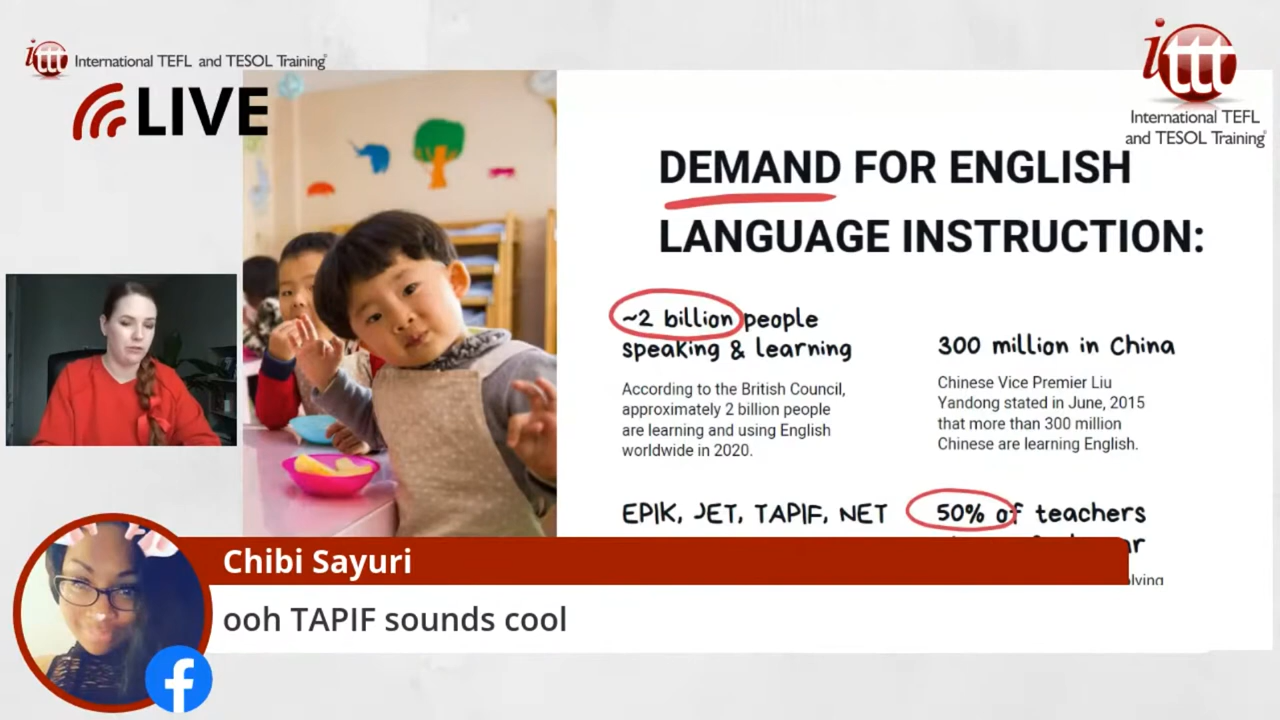 ittt International TEFL and TESOL Training
LIVE
ittt
International TEFL
and TESOL Training
DEMAND FOR ENGLISH
LANGUAGE INSTRUCTION:
~2 billion people
speaking & learning
According to the British Council,
approximately 2 billion people
are learning and using English
worldwide in 2020.
300 million in China
Chinese Vice Premier Liu
Yandong stated in June, 2015
that more than 300 million
Chinese are learning English.
EPIK, JET, TAPIF, NET
50% of teachers
Chibi Sayuri
ooh TAPIF sounds cool